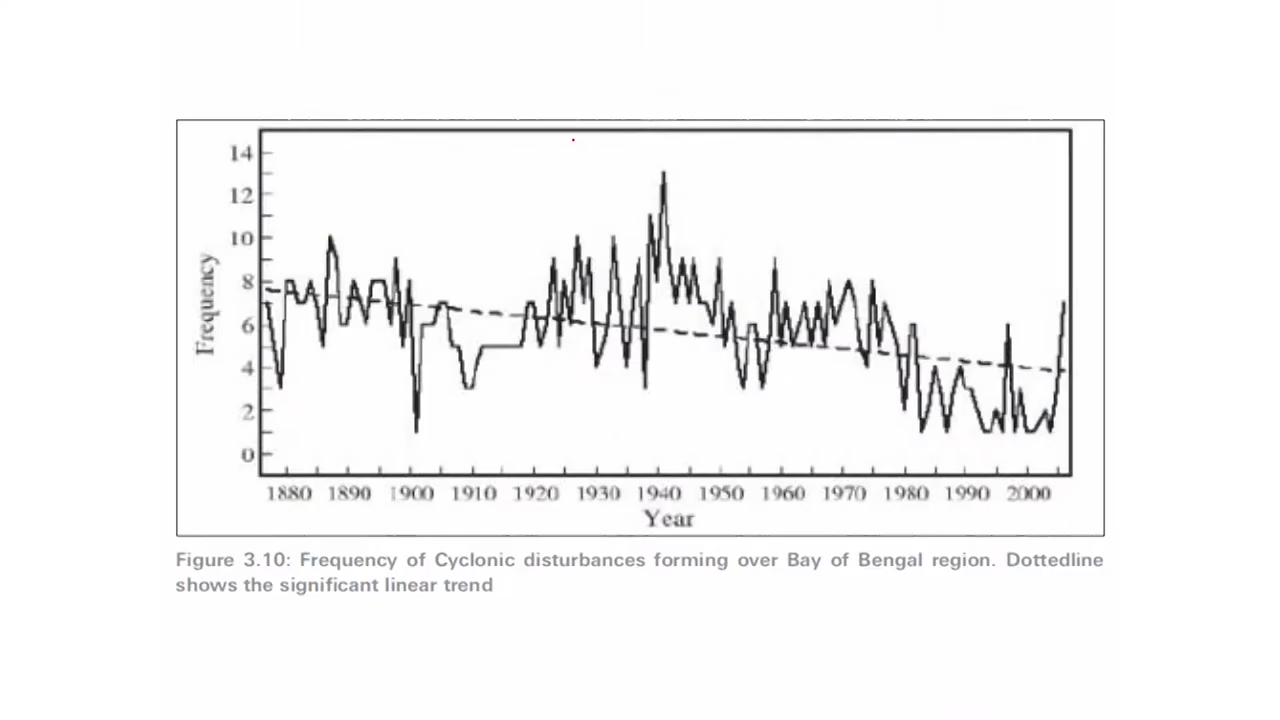 14
12
10
8
6
4
2
0
Frequency
1880 1890 1900 1910 1920 1930 1940 1950 1960 1970 1980 1990 2000
Year
Figure 3.10: Frequency of Cyclonic disturbances forming over Bay of Bengal region. Dottedline
shows the significant linear trend